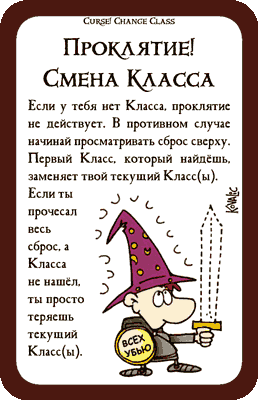 Curse! Change Class
Проклятие!
Смена Класса
Если у тебя нет Класса, проклятие
не действует. В противном случае
начинай просматривать сброс сверху.
Первый Класс, который найдёшь,
заменяет твой текущий Класс(ы).
Если ты
прочесал
весь
сброс, а
Класса
не нашёл,
ты просто
теряешь
текущий
Класс(ы).
ВСЕХ
УБЬЮ
Kovalic